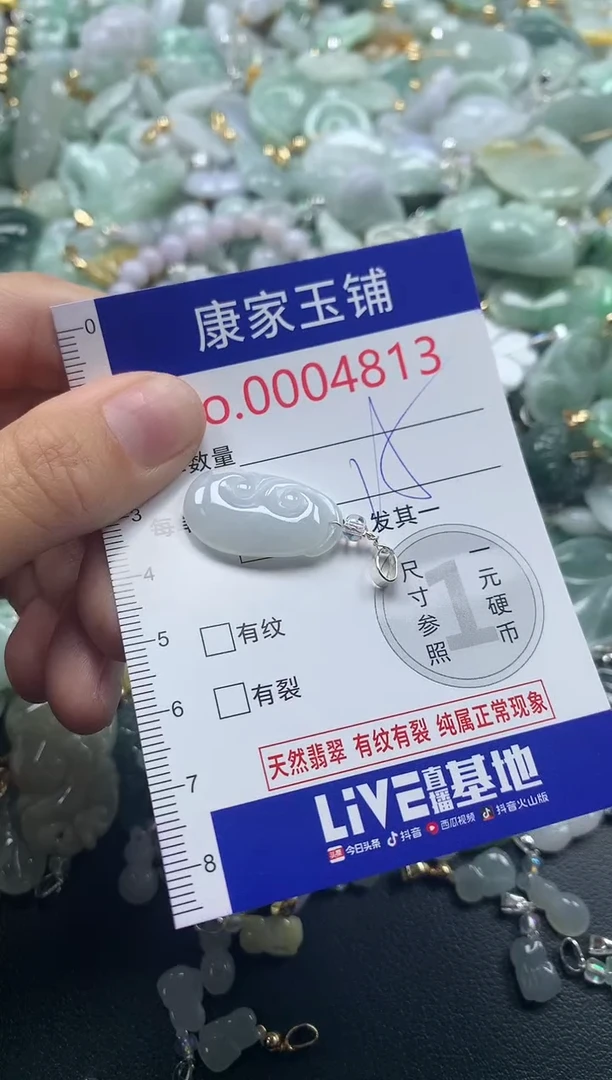 康家玉铺
o.0004813
数量
发其一
0
3
4
5
6
7
8
有纹
有裂
1
一元硬币
尺寸参照
天然翡翠 有纹有裂 纯属正常现象
LiVE直播基地
头条 今日头条 抖音 西瓜视频 抖音火山版